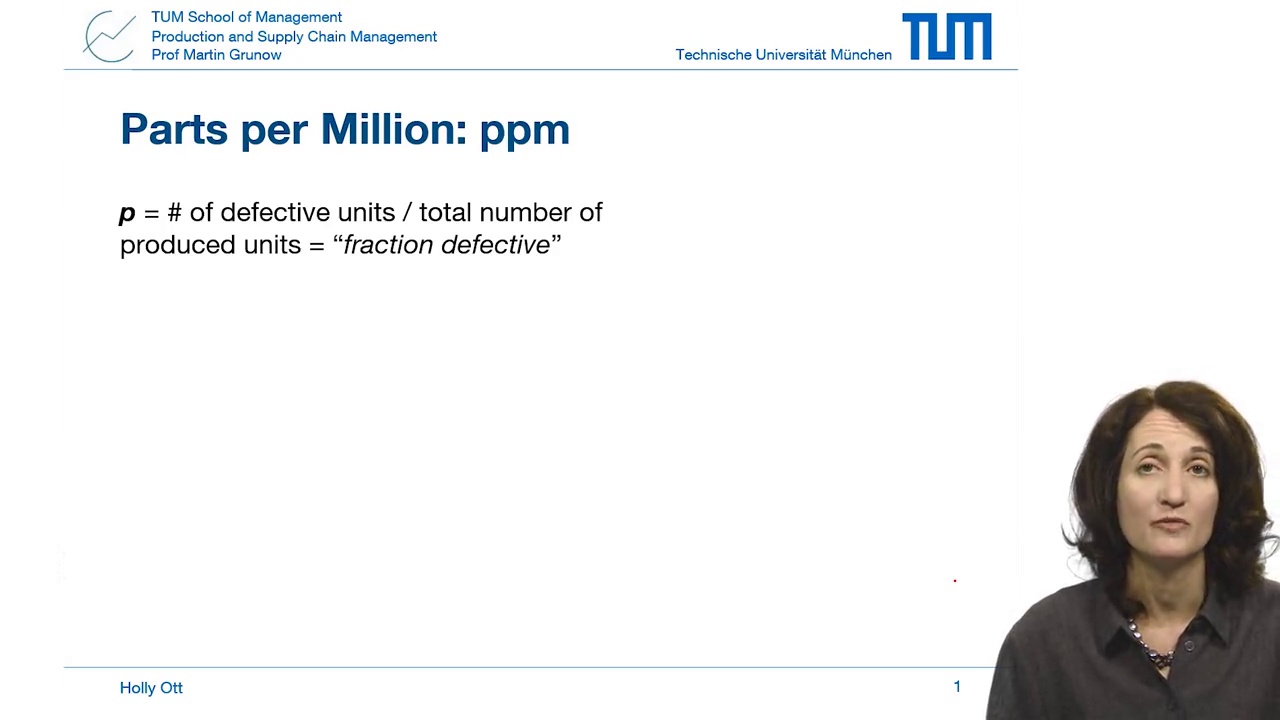 TUM School of Management
Production and Supply Chain Management
Prof Martin Grunow
Technische Universität München
TUM
Parts per Million: ppm
p = # of defective units / total number of
produced units = “fraction defective”
Holly Ott
1